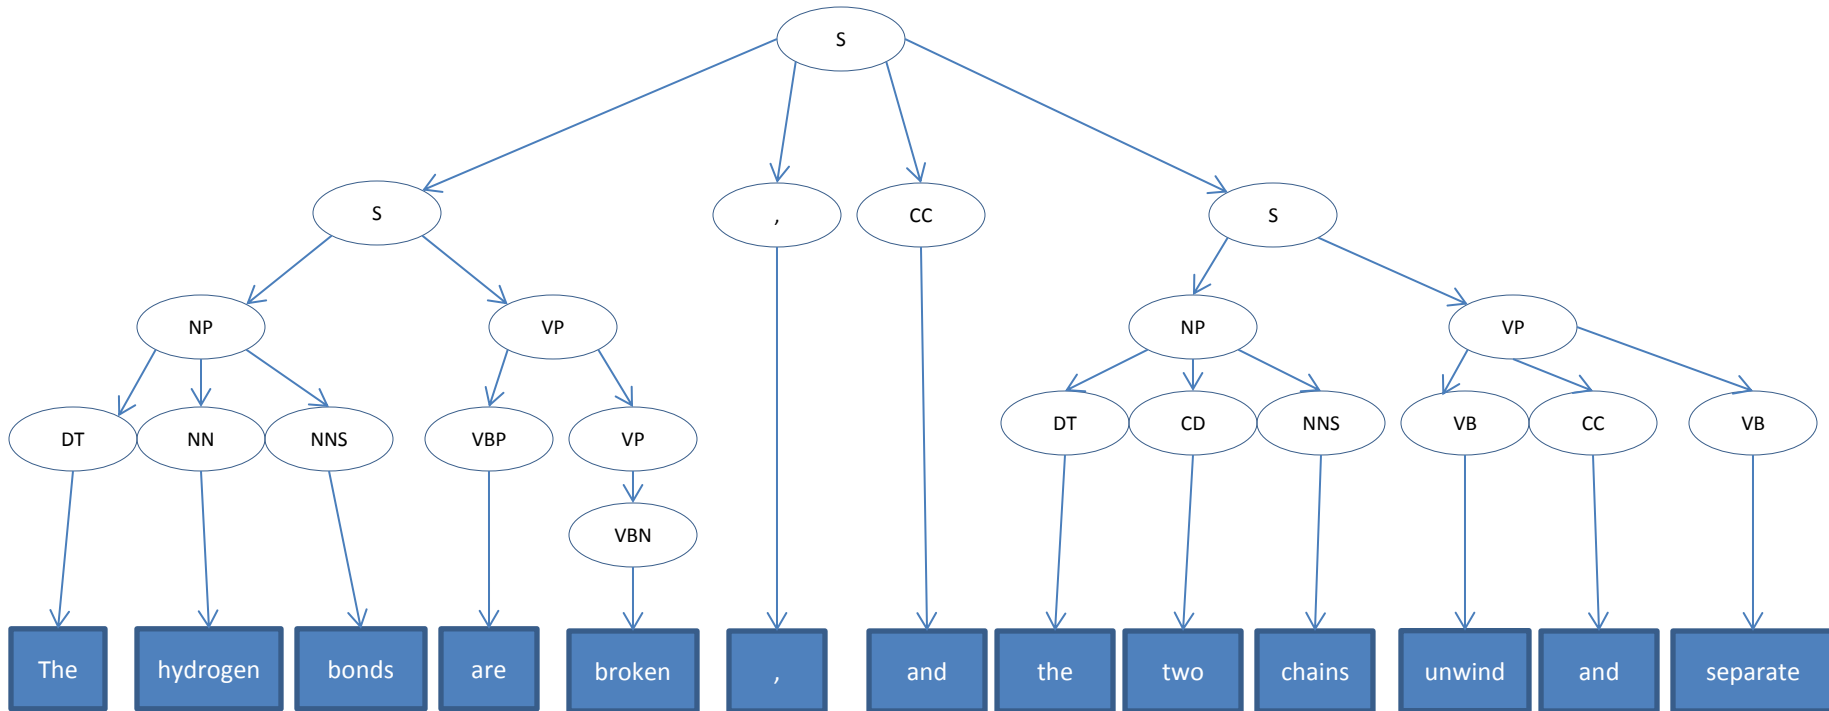 S
S , CC S
NP VP NP VP
DT NN NNS VBP VP DT CD NNS VB CC VB
VBN
The hydrogen bonds are broken , and the two chains unwind and separate